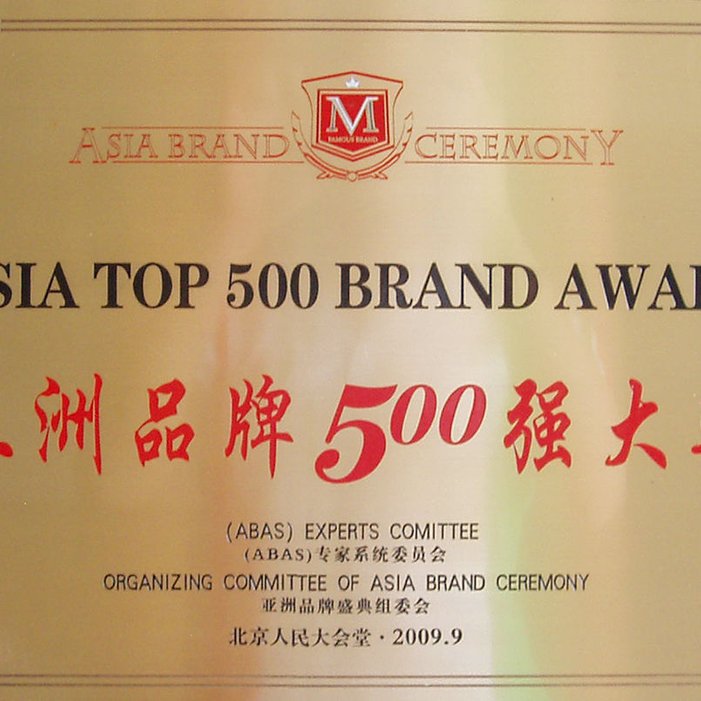 M
FAMOUS BRAND
ASIA BRAND CEREMONY
SIA TOP 500 BRAND AWA
洲品牌500强大
(ABAS) EXPERTS COMITTEE
(ABAS)专家系统委员会
ORGANIZING COMMITTEE OF ASIA BRAND CEREMONY
亚洲品牌盛典组委会
北京人民大会堂·2009.9